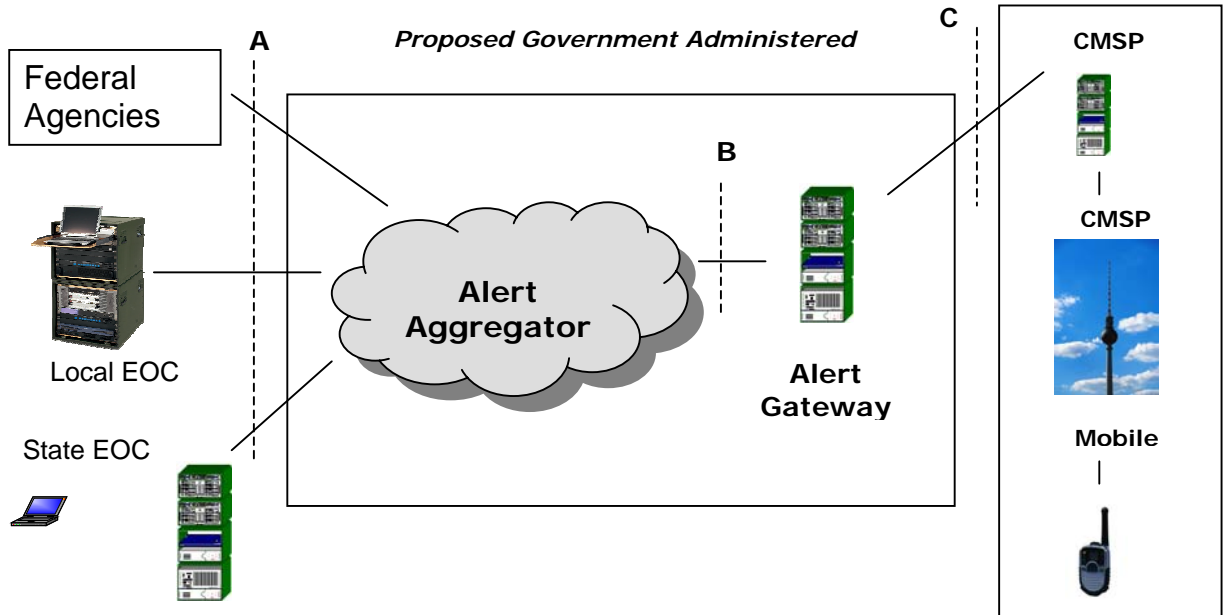 A
Proposed Government Administered
C
CMSP
Federal
Agencies
B
CMSP
Alert
Aggregator
Local EOC
Alert
Gateway
State EOC
Mobile